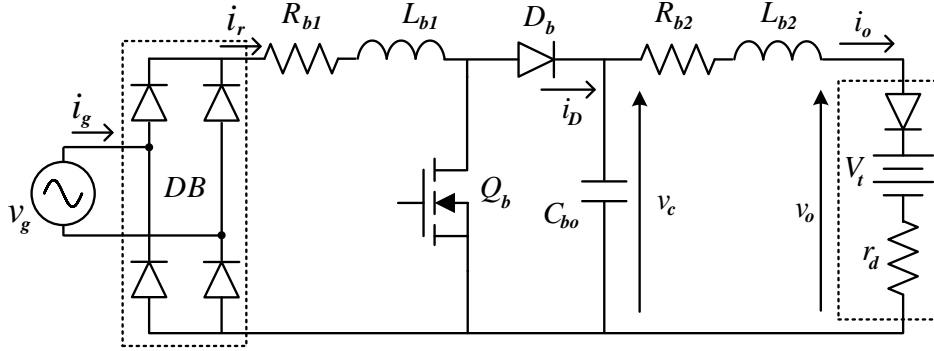 i_r
R_b1
L_b1
D_b
R_b2
L_b2
i_o
i_g
i_D
DB
v_g
Q_b
C_bo
v_c
v_o
V_t
r_d